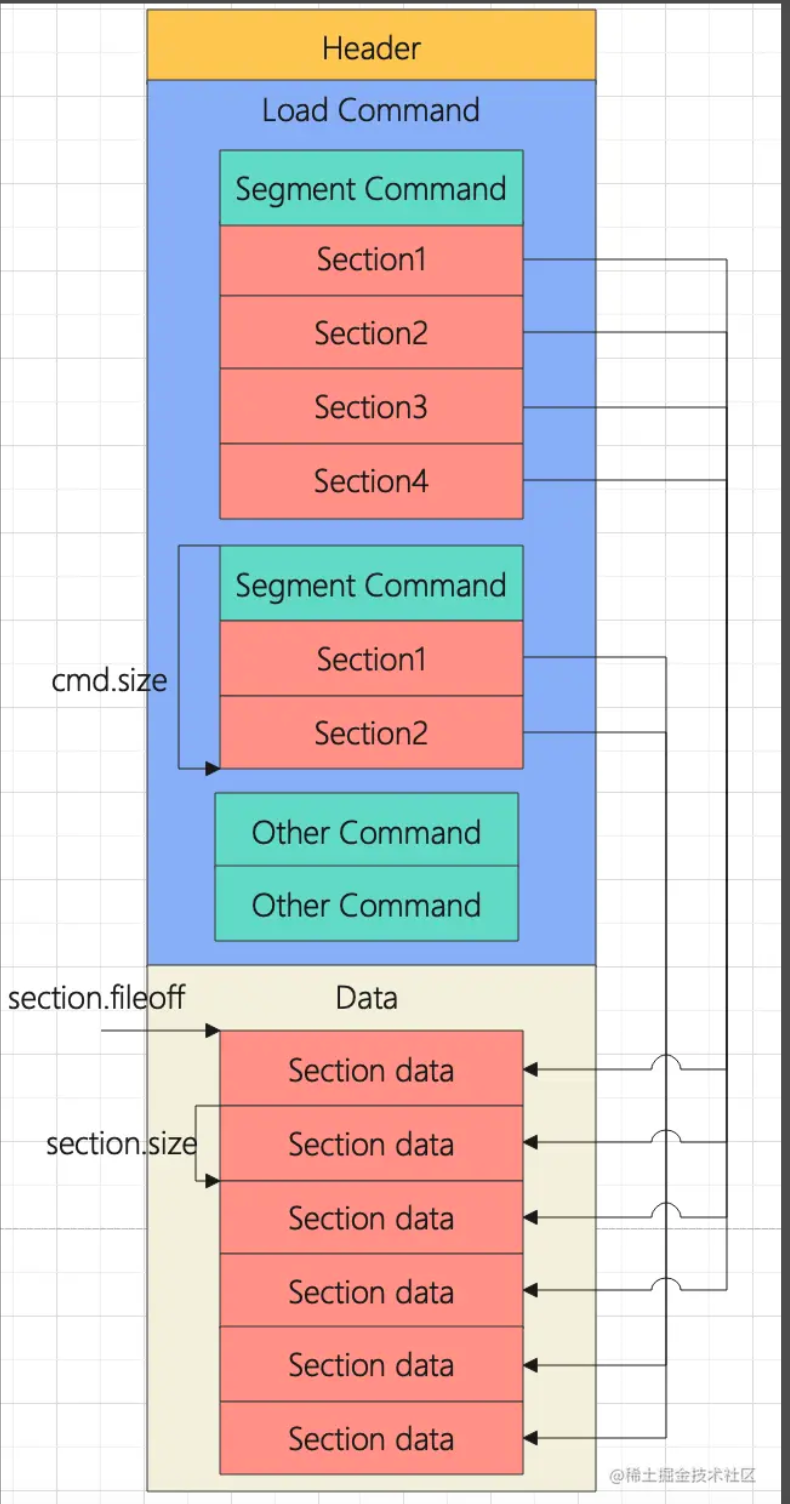 Header
Load Command
Segment Command
Section1
Section2
Section3
Section4
Segment Command
Section1
cmd.size
Section2
Other Command
Other Command
section.fileoff
Data
Section data
section.size
Section data
Section data
Section data
Section data
Section data
@稀土掘金技术社区